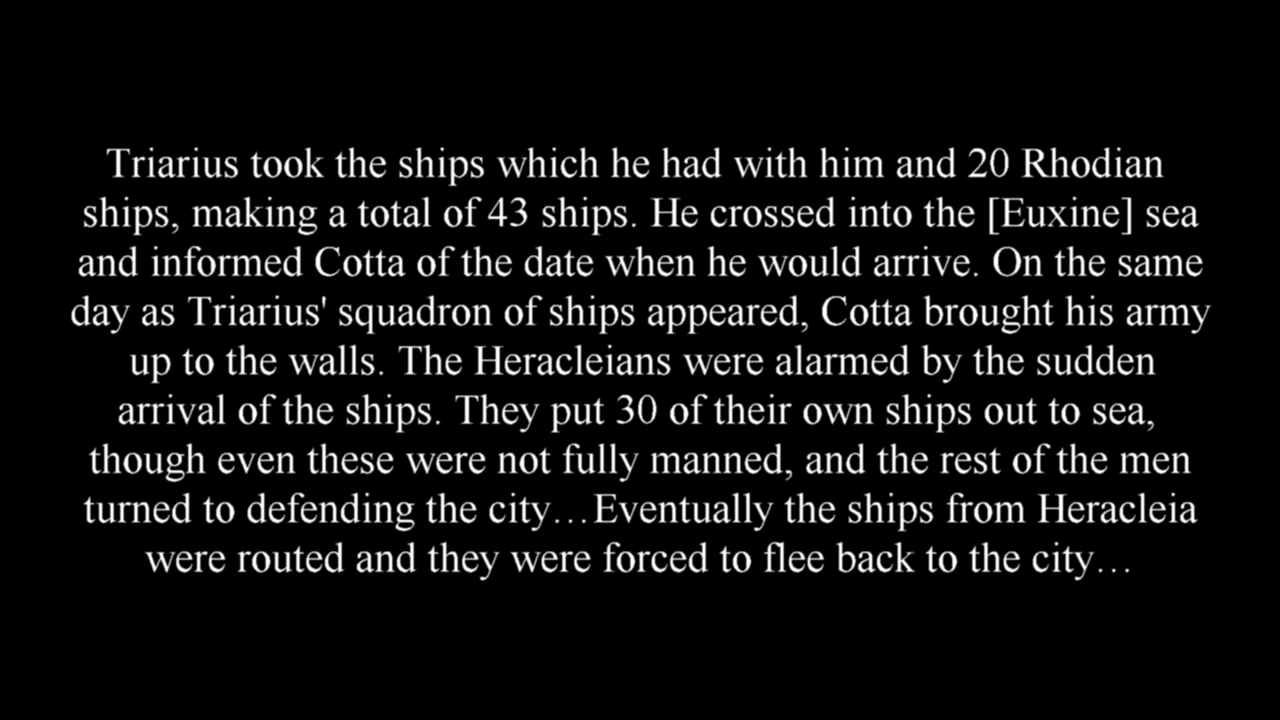 Triarius took the ships which he had with him and 20 Rhodian
ships, making a total of 43 ships. He crossed into the [Euxine] sea
and informed Cotta of the date when he would arrive. On the same
day as Triarius' squadron of ships appeared, Cotta brought his army
up to the walls. The Heracleians were alarmed by the sudden
arrival of the ships. They put 30 of their own ships out to sea,
though even these were not fully manned, and the rest of the men
turned to defending the city…Eventually the ships from Heracleia
were routed and they were forced to flee back to the city…